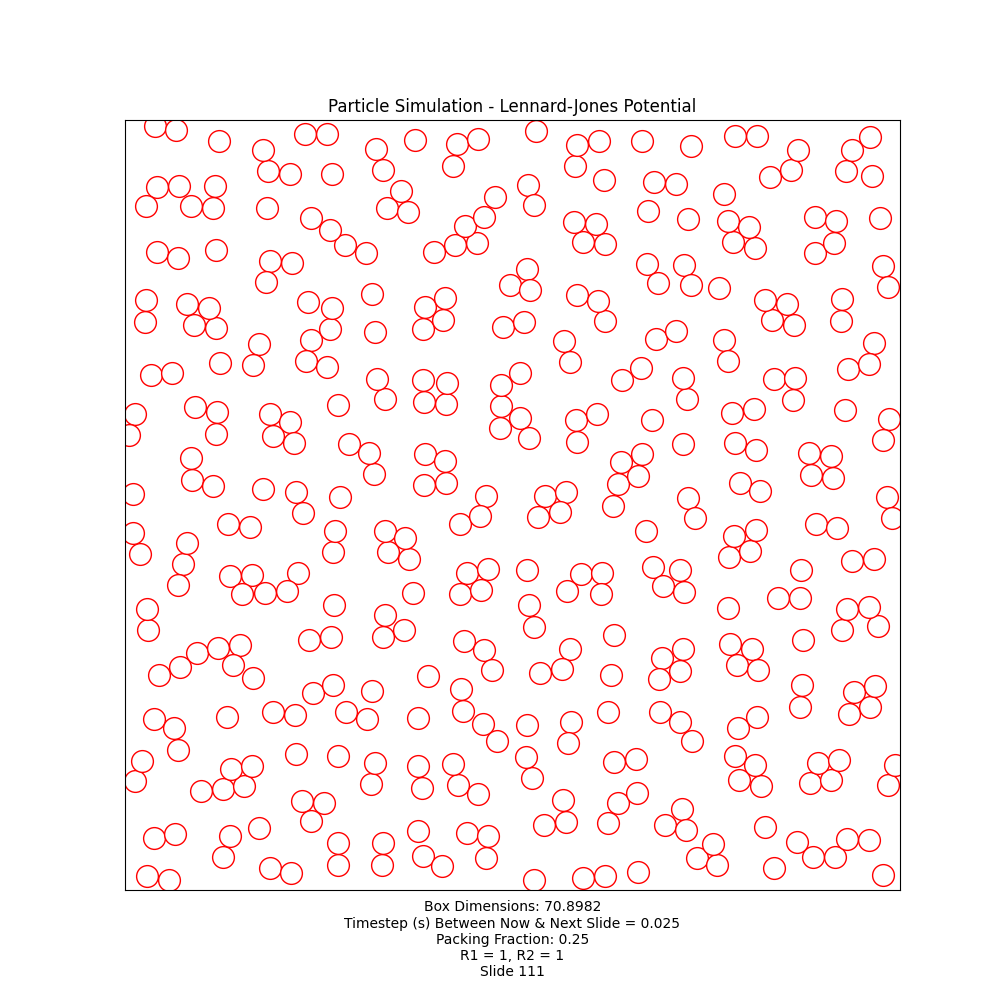 Particle Simulation - Lennard-Jones Potential
Box Dimensions: 70.8982
Timestep (s) Between Now & Next Slide = 0.025
Packing Fraction: 0.25
R1 = 1, R2 = 1
Slide 111